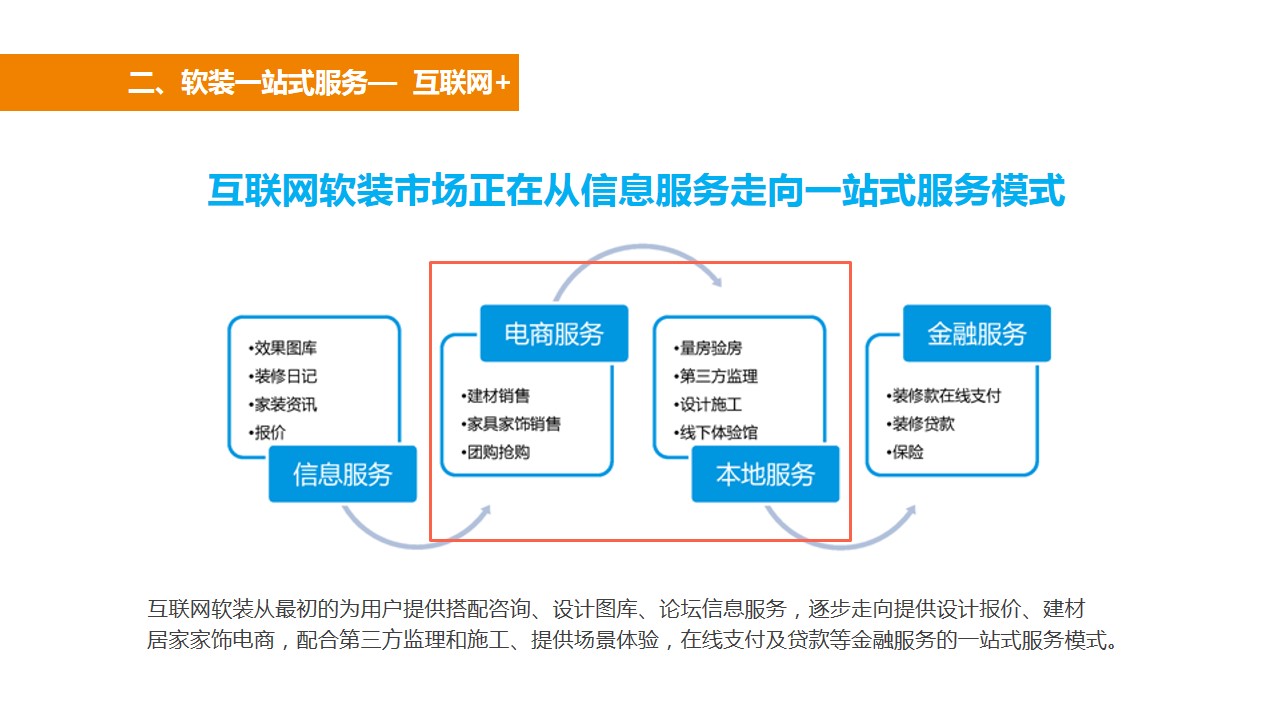 二、软装一站式服务— 互联网+
互联网软装市场正在从信息服务走向一站式服务模式
•效果图库
•装修日记
•家装资讯
•报价
信息服务
电商服务
•建材销售
•家具家饰销售
•团购抢购
•量房验房
•第三方监理
•设计施工
•线下体验馆
本地服务
金融服务
•装修款在线支付
•装修贷款
•保险
互联网软装从最初的为用户提供搭配咨询、设计图库、论坛信息服务，逐步走向提供设计报价、建材
居家家饰电商，配合第三方监理和施工、提供场景体验，在线支付及贷款等金融服务的一站式服务模式。